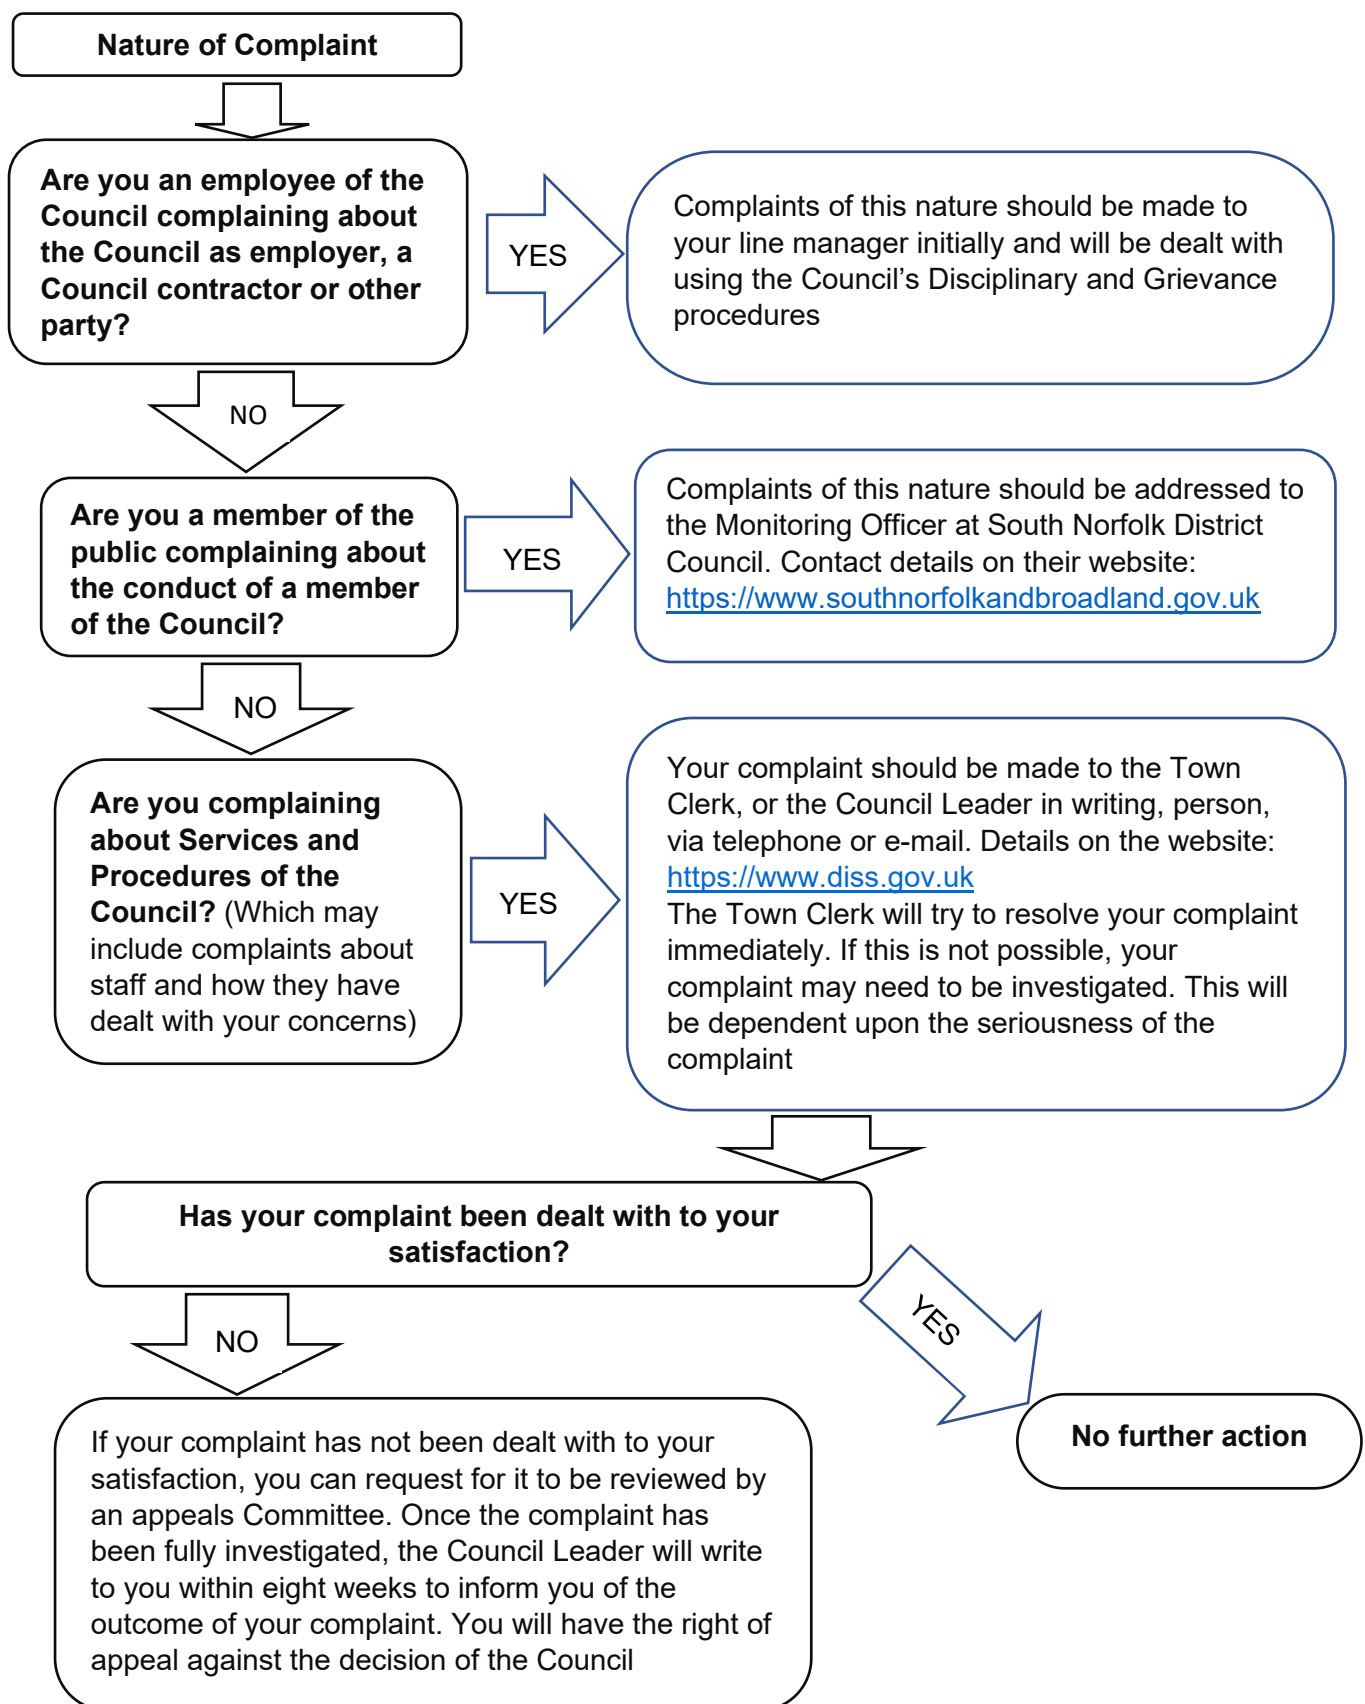 Nature of Complaint
Are you an employee of the
Council complaining about
the Council as employer, a
Council contractor or other
party?
YES
Complaints of this nature should be made to
your line manager initially and will be dealt with
using the Council’s Disciplinary and Grievance
procedures
NO
Are you a member of the
public complaining about
the conduct of a member
of the Council?
YES
Complaints of this nature should be addressed to
the Monitoring Officer at South Norfolk District
Council. Contact details on their website:
https://www.southnorfolkandbroadland.gov.uk
NO
Are you complaining
about Services and
Procedures of the
Council? (Which may
include complaints about
staff and how they have
dealt with your concerns)
YES
Your complaint should be made to the Town
Clerk, or the Council Leader in writing, person,
via telephone or e-mail. Details on the website:
https://www.diss.gov.uk
The Town Clerk will try to resolve your complaint
immediately. If this is not possible, your
complaint may need to be investigated. This will
be dependent upon the seriousness of the
complaint
Has your complaint been dealt with to your
satisfaction?
YES
NO
No further action
If your complaint has not been dealt with to your
satisfaction, you can request for it to be reviewed by
an appeals Committee. Once the complaint has
been fully investigated, the Council Leader will write
to you within eight weeks to inform you of the
outcome of your complaint. You will have the right of
appeal against the decision of the Council